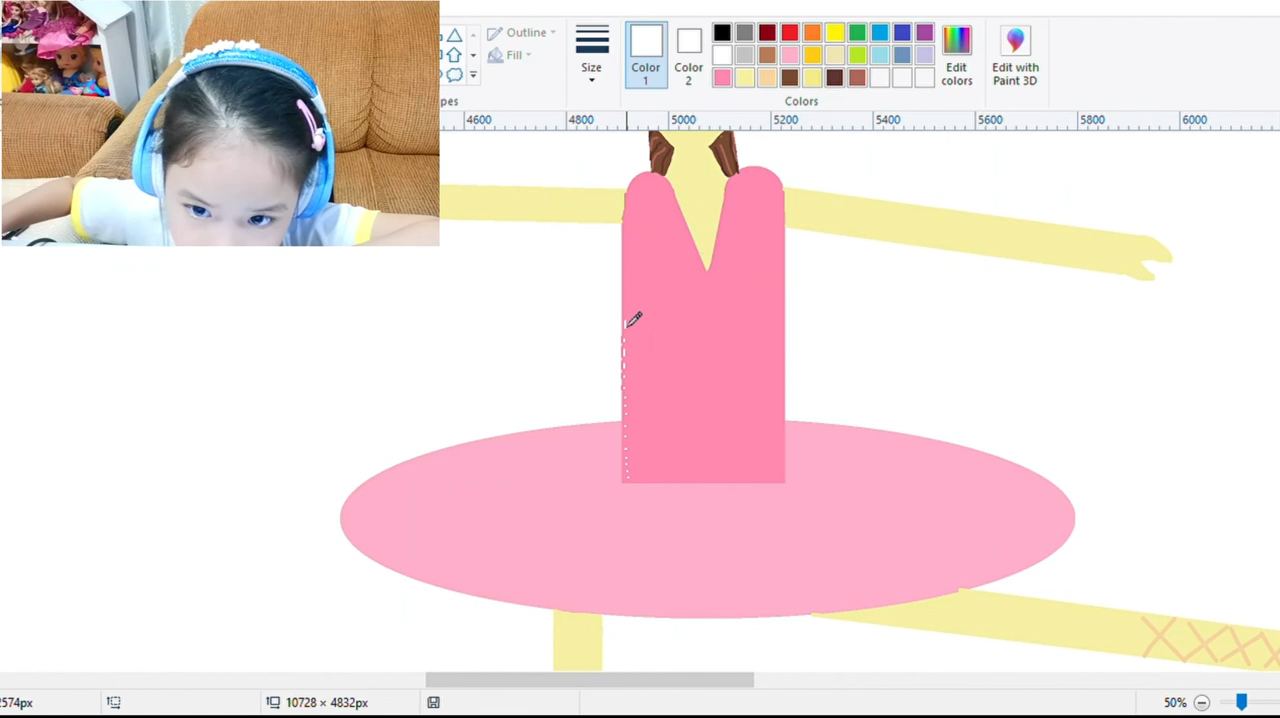 Outline
Fill
Size
Color
1
Color
2
Edit
colors
Edit with
Paint 3D
pes
Colors
4600
4800
5000
5200
5400
5600
5800
6000
2574px
10728 × 4832px
50%